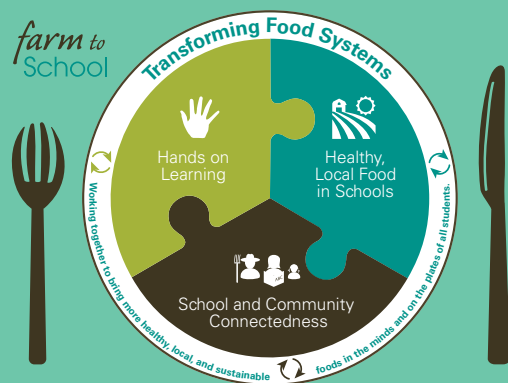 farm to
School
Transforming Food Systems
Hands on
Learning
Healthy,
Local Food
in Schools
School and Community
Connectedness
Working together to bring more healthy, local, and sustainable
foods in the minds and on the plates of all students.